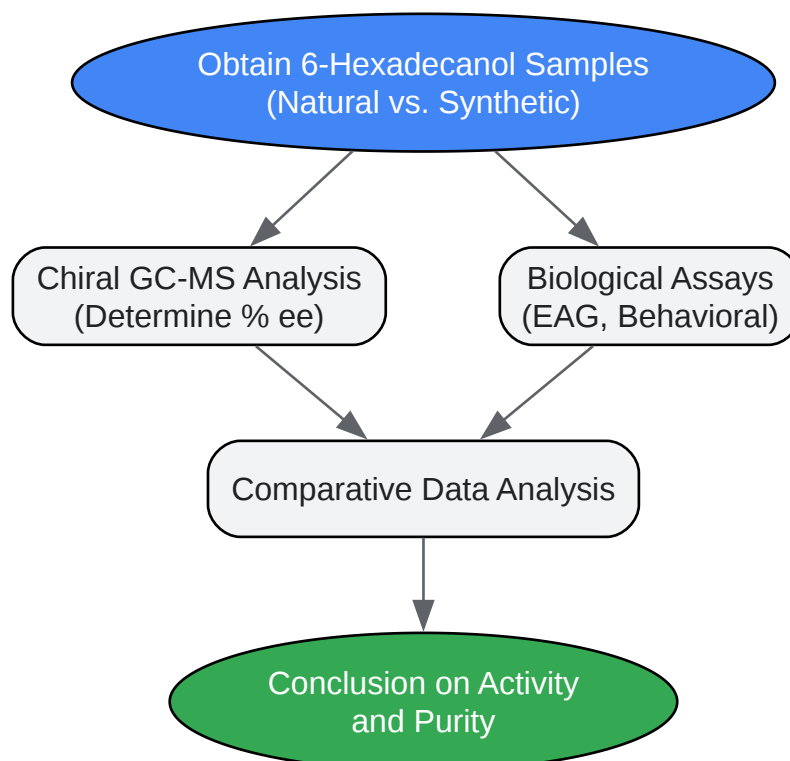 Obtain 6-Hexadecanol Samples
(Natural vs. Synthetic)
Chiral GC-MS Analysis
(Determine % ee)
Biological Assays
(EAG, Behavioral)
Comparative Data Analysis
Conclusion on Activity
and Purity